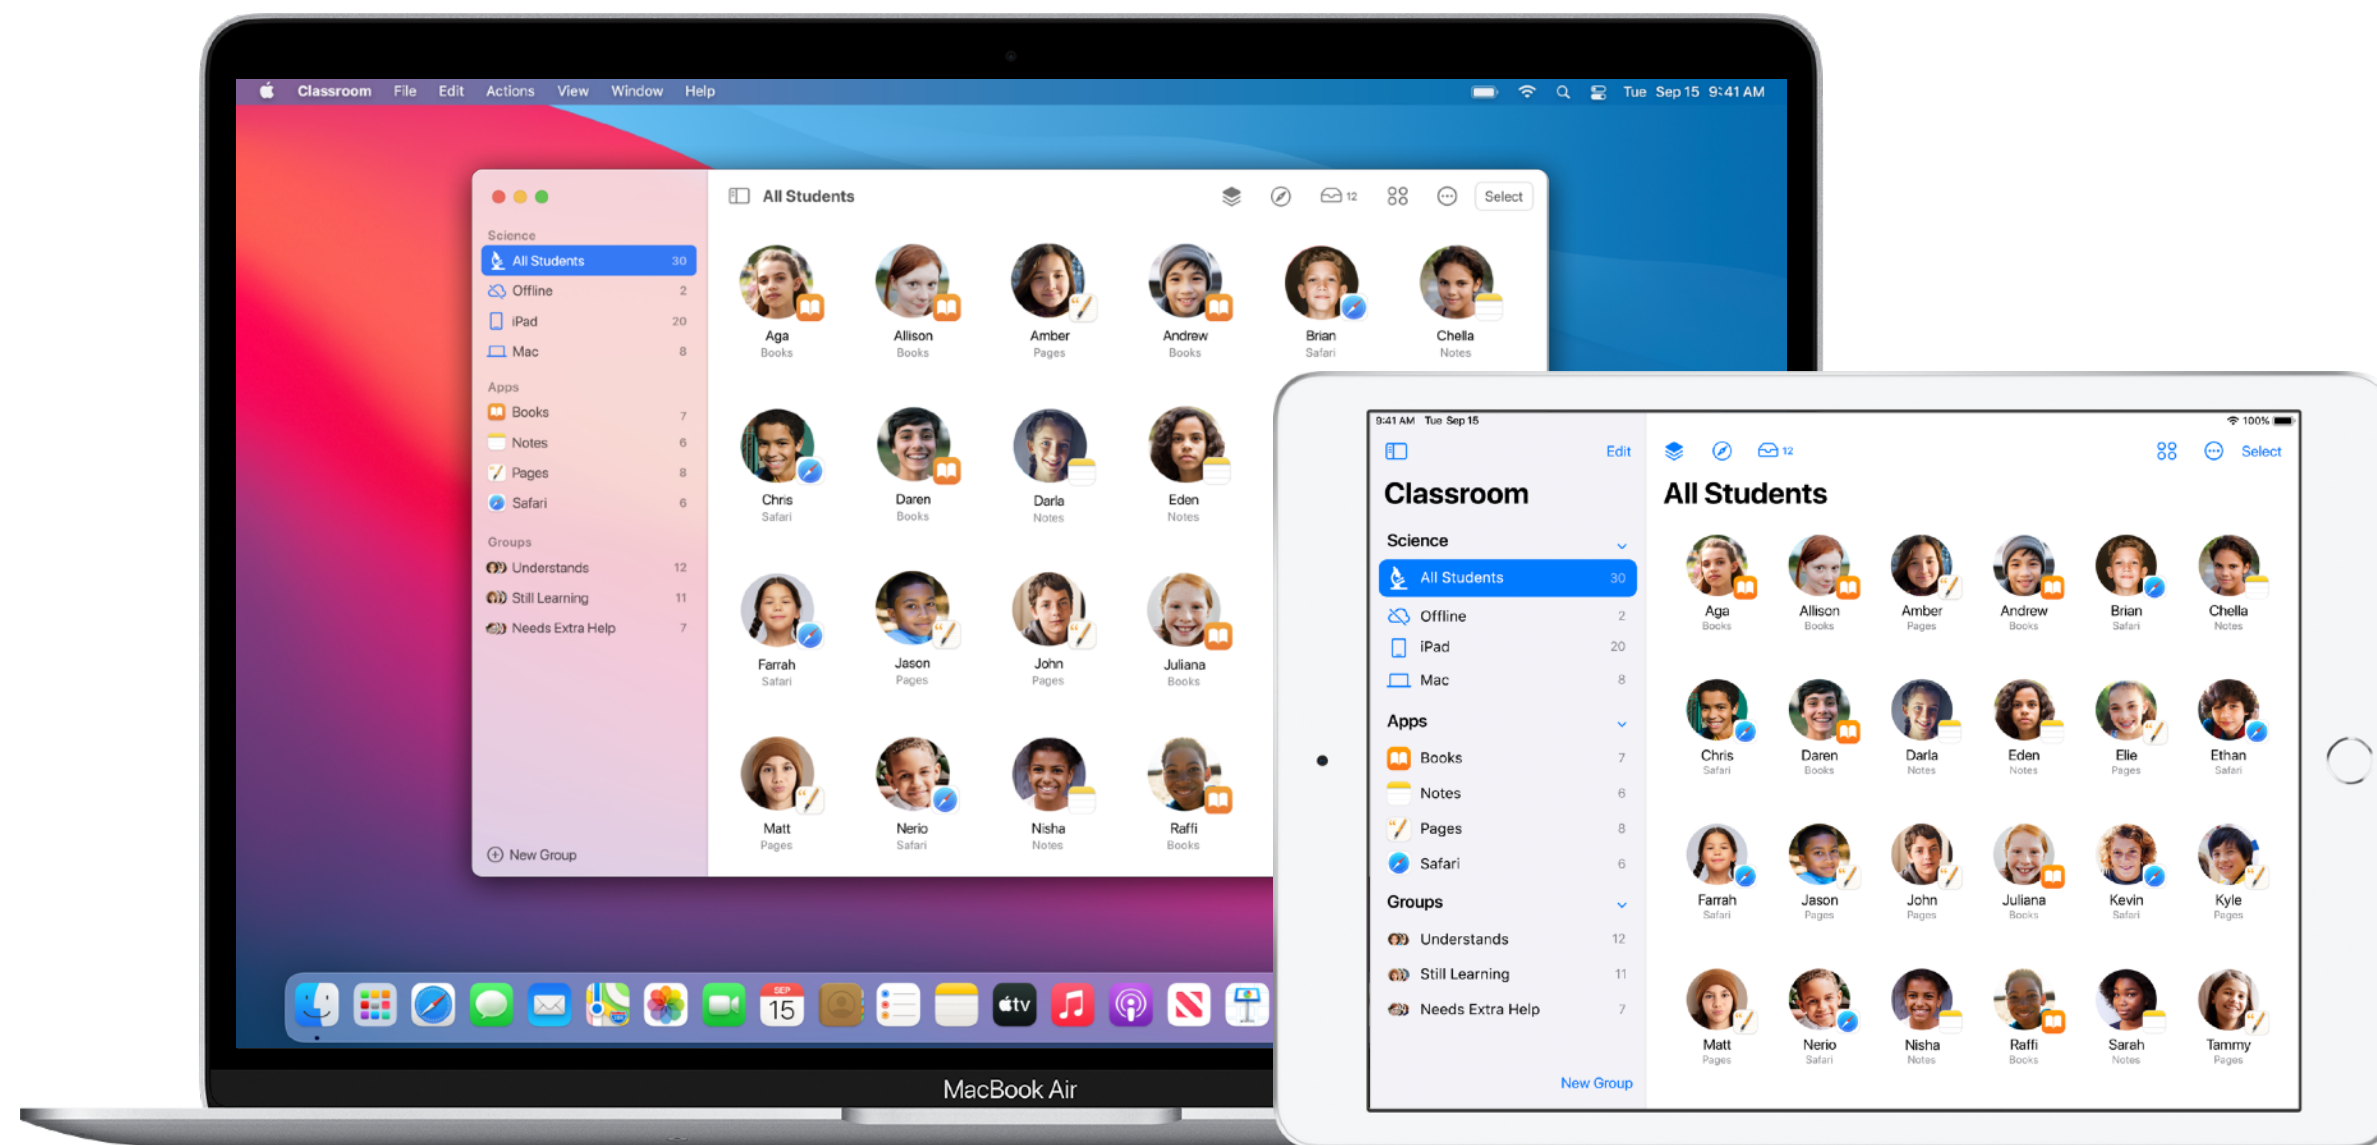 Classroom File Edit Actions View Window Help
Tue Sep 15 9:41 AM
Science
All Students 30
Offline 2
iPad 20
Mac 8
Apps
Books 7
Notes 6
Pages 8
Safari 6
Groups
Understands 12
Still Learning 11
Needs Extra Help 7
New Group
All Students
12
Select
Aga Allison Amber Andrew Brian Chella
Books Books Pages Books Safari Notes
Chris Daren Darla Eden
Safari Books Notes Notes
Farrah Jason John Juliana
Safari Pages Pages Books
Matt Nerio Nisha Raffi
Pages Safari Notes Books
SEP
15
tv
MacBook Air
9:41 AM Tue Sep 15
100%
Edit
12
Select
Classroom
Science
All Students 30
Offline 2
iPad 20
Mac 8
Apps
Books 7
Notes 6
Pages 8
Safari 6
Groups
Understands 12
Still Learning 11
Needs Extra Help 7
New Group
All Students
Aga Allison Amber Andrew Brian Chella
Books Books Pages Books Safari Notes
Chris Daren Darla Eden Elie Ethan
Safari Books Notes Notes Pages Safari
Farrah Jason John Juliana Kevin Kyle
Safari Pages Pages Books Safari Pages
Matt Nerio Nisha Raffi Sarah Tammy
Pages Safari Notes Books Notes Pages